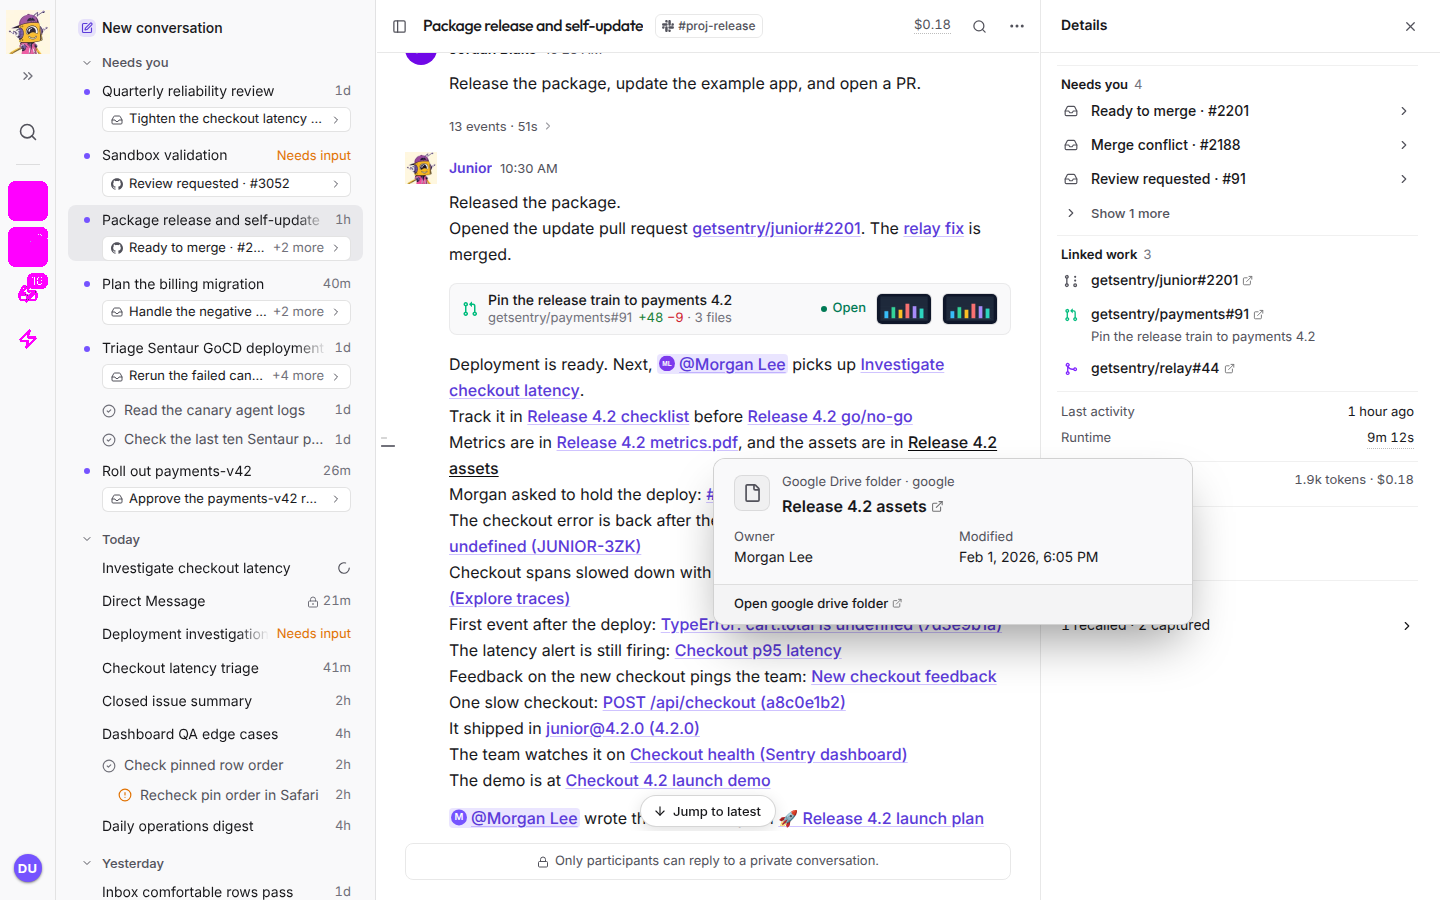 New conversation
Needs you
Quarterly reliability review 1d
Tighten the checkout latency ...
Sandbox validation Needs input
Review requested · #3052
Package release and self-update 1h
Ready to merge · #2... +2 more
Plan the billing migration 40m
Handle the negative ... +2 more
Triage Sentaur GoCD deployment 1d
Rerun the failed can... +4 more
Read the canary agent logs 1d
Check the last ten Sentaur p... 1d
Roll out payments-v42 26m
Approve the payments-v42 r...
Today
Investigate checkout latency
Direct Message 21m
Deployment investigation Needs input
Checkout latency triage 41m
Closed issue summary 2h
Dashboard QA edge cases 4h
Check pinned row order 2h
Recheck pin order in Safari 2h
Daily operations digest 4h
Yesterday
Inbox comfortable rows pass 1d
DU
Package release and self-update #proj-release $0.18
Release the package, update the example app, and open a PR.
13 events · 51s
Junior 10:30 AM
Released the package.
Opened the update pull request getsentry/junior#2201. The relay fix is
merged.
Pin the release train to payments 4.2
getsentry/payments#91 +48 −9 · 3 files
Open
Deployment is ready. Next, ML @Morgan Lee picks up Investigate
checkout latency.
Track it in Release 4.2 checklist before Release 4.2 go/no-go
Metrics are in Release 4.2 metrics.pdf, and the assets are in Release 4.2
assets
Morgan asked to hold the deploy: #
The checkout error is back after the
undefined (JUNIOR-3ZK)
Checkout spans slowed down with
(Explore traces)
First event after the deploy: TypeError: cart.total is undefined (7d3e9b1a)
The latency alert is still firing: Checkout p95 latency
Feedback on the new checkout pings the team: New checkout feedback
One slow checkout: POST /api/checkout (a8c0e1b2)
It shipped in junior@4.2.0 (4.2.0)
The team watches it on Checkout health (Sentry dashboard)
The demo is at Checkout 4.2 launch demo
M @Morgan Lee wrote 🚀 Release 4.2 launch plan
Jump to latest
Only participants can reply to a private conversation.
Google Drive folder · google
Release 4.2 assets
Owner Modified
Morgan Lee Feb 1, 2026, 6:05 PM
Open google drive folder
Details
Needs you 4
Ready to merge · #2201
Merge conflict · #2188
Review requested · #91
Show 1 more
Linked work 3
getsentry/junior#2201
getsentry/payments#91
Pin the release train to payments 4.2
getsentry/relay#44
Last activity 1 hour ago
Runtime 9m 12s
1.9k tokens · $0.18
1 recalled · 2 captured